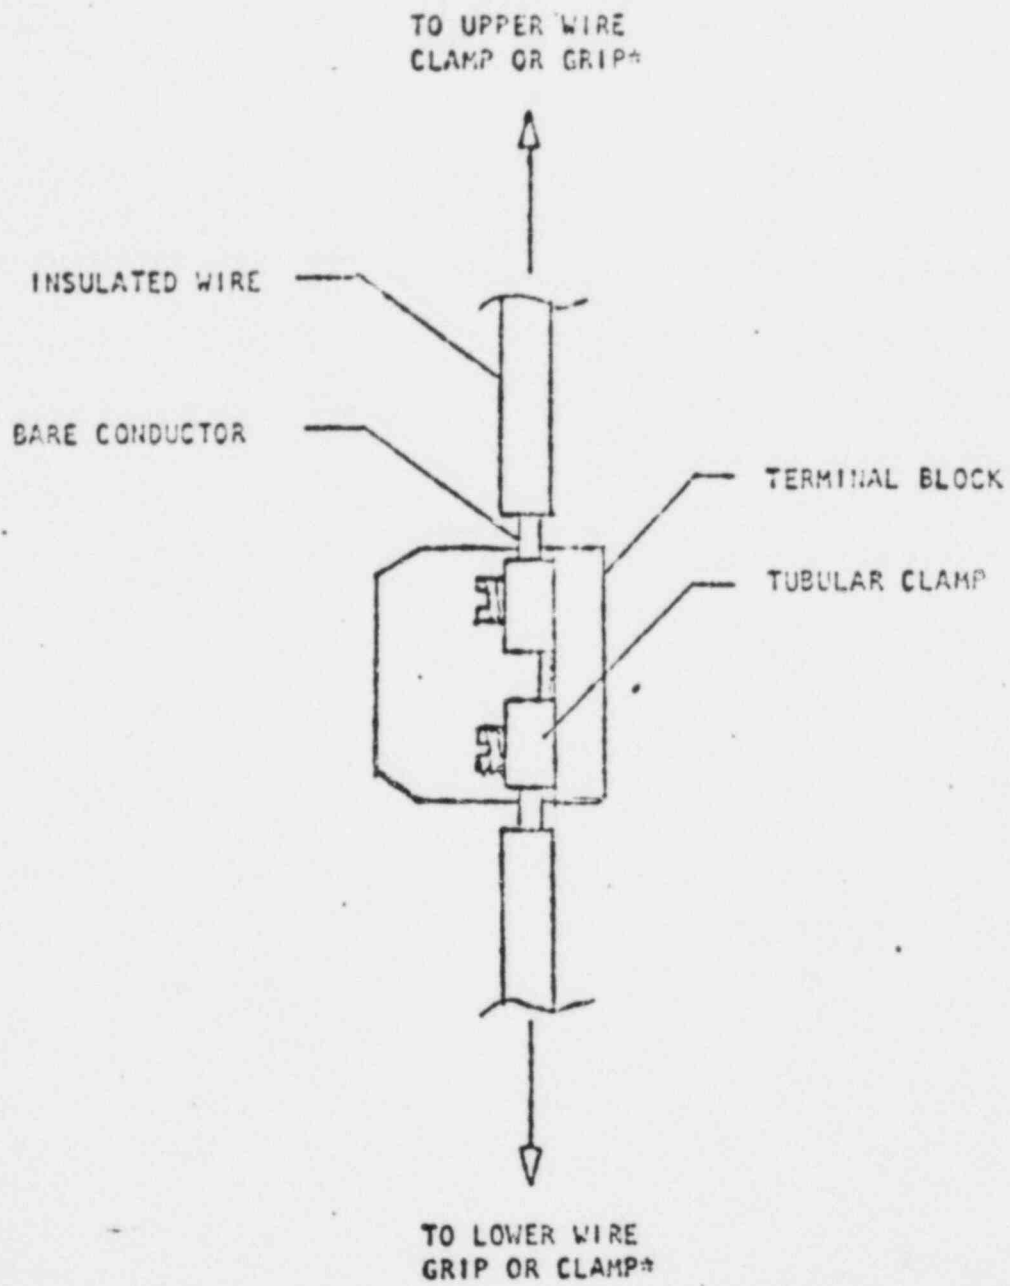 TO UPPER WIRE
CLAMP OR GRIP*
INSULATED WIRE
BARE CONDUCTOR
TERMINAL BLOCK
TUBULAR CLAMP
TO LOWER WIRE
GRIP OR CLAMP*